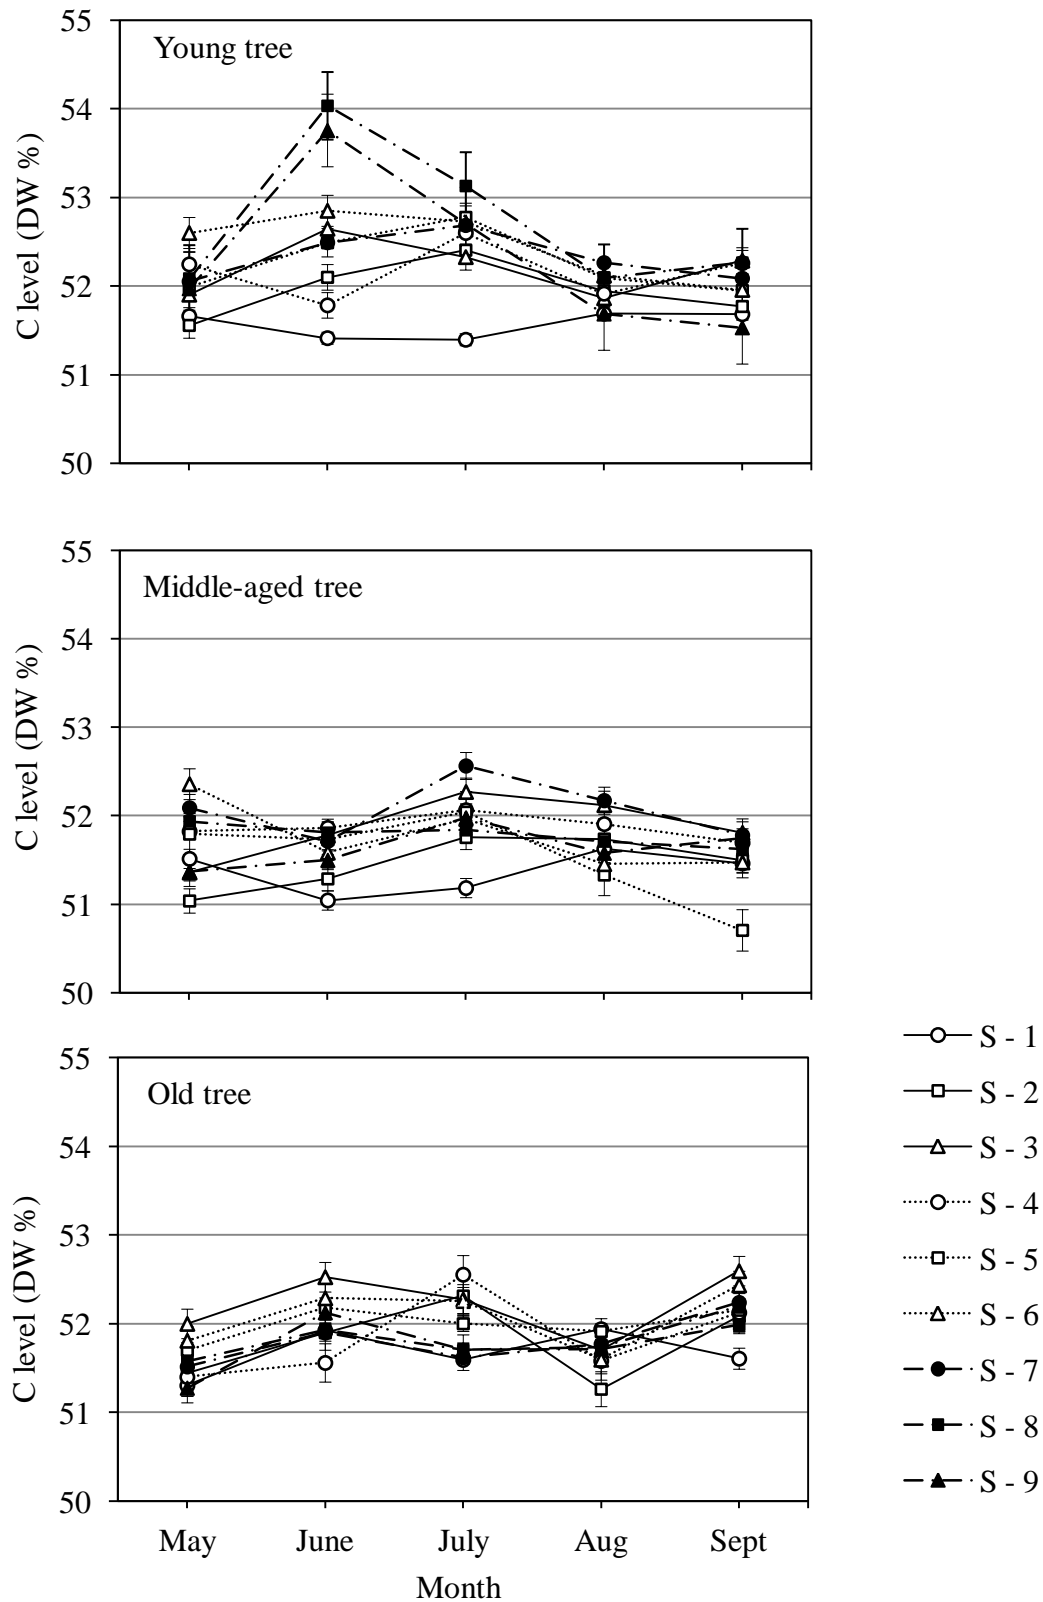 Young tree
C level (DW %)
55
54
53
52
51
50
Middle-aged tree
C level (DW %)
55
54
53
52
51
50
Old tree
C level (DW %)
55
54
53
52
51
50
May June July Aug Sept
Month
S - 1
S - 2
S - 3
S - 4
S - 5
S - 6
S - 7
S - 8
S - 9